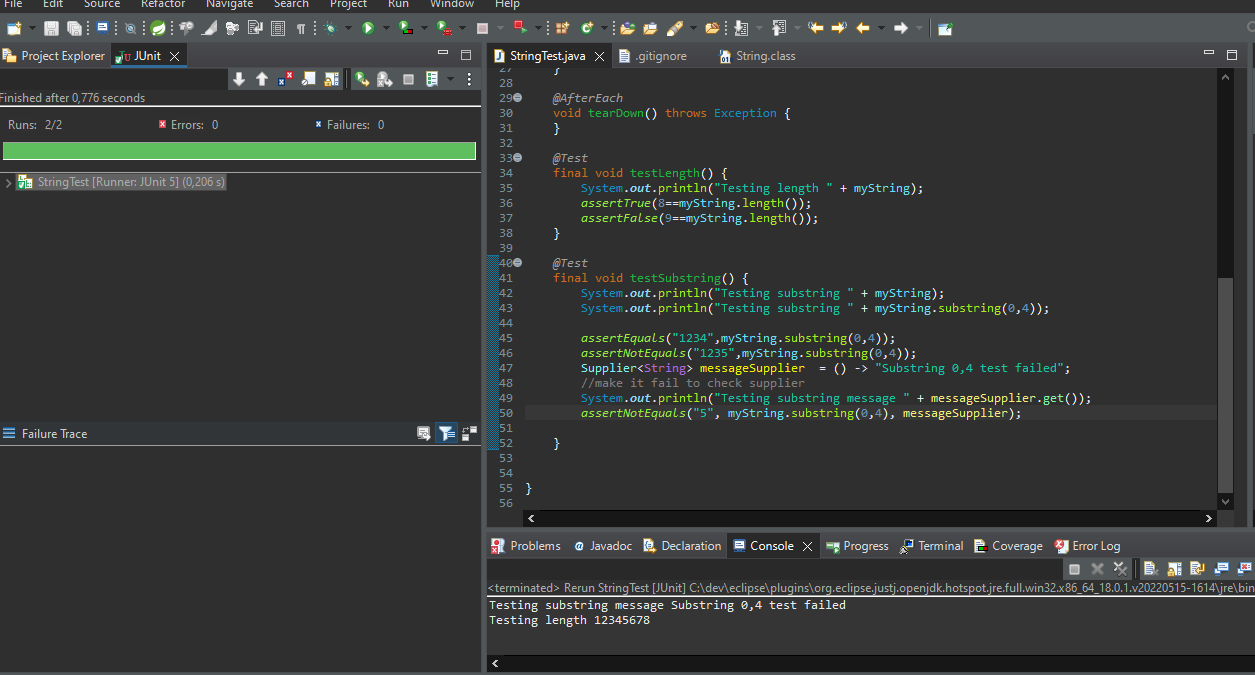 File Edit Source Refactor Navigate Search Project Run Window Help
Project Explorer JUnit
Finished after 0,776 seconds
Runs: 2/2 Errors: 0 Failures: 0
StringTest [Runner: JUnit 5] (0,206 s)
Failure Trace
StringTest.java .gitignore String.class
27 }
28
29 @AfterEach
30 void tearDown() throws Exception {
31 }
32
33 @Test
34 final void testLength() {
35 System.out.println("Testing length " + myString);
36 assertTrue(8==myString.length());
37 assertFalse(9==myString.length());
38 }
39
40 @Test
41 final void testSubstring() {
42 System.out.println("Testing substring " + myString);
43 System.out.println("Testing substring " + myString.substring(0,4));
44
45 assertEquals("1234",myString.substring(0,4));
46 assertNotEquals("1235",myString.substring(0,4));
47 Supplier<String> messageSupplier = () -> "Substring 0,4 test failed";
48 //make it fail to check supplier
49 System.out.println("Testing substring message " + messageSupplier.get());
50 assertNotEquals("5", myString.substring(0,4), messageSupplier);
51
52 }
53
54
55 }
56
Problems Javadoc Declaration Console Progress Terminal Coverage Error Log
<terminated> Rerun StringTest [JUnit] C:\dev\eclipse\plugins\org.eclipse.justj.openjdk.hotspot.jre.full.win32.x86_64_18.0.1.v20220515-1614\jre\bin
Testing substring message Substring 0,4 test failed
Testing length 12345678